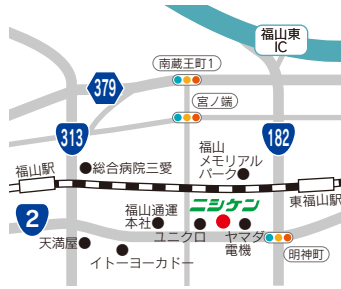 福山東
IC
南蔵王町1
379
宮ノ端
313
182
福山
メモリアル
パーク
総合病院三愛
福山駅
東福山駅
2
ニシケン
福山通運
本社
天満屋
ユニクロ
ヤマダ
電機
イトーヨーカドー
明神町